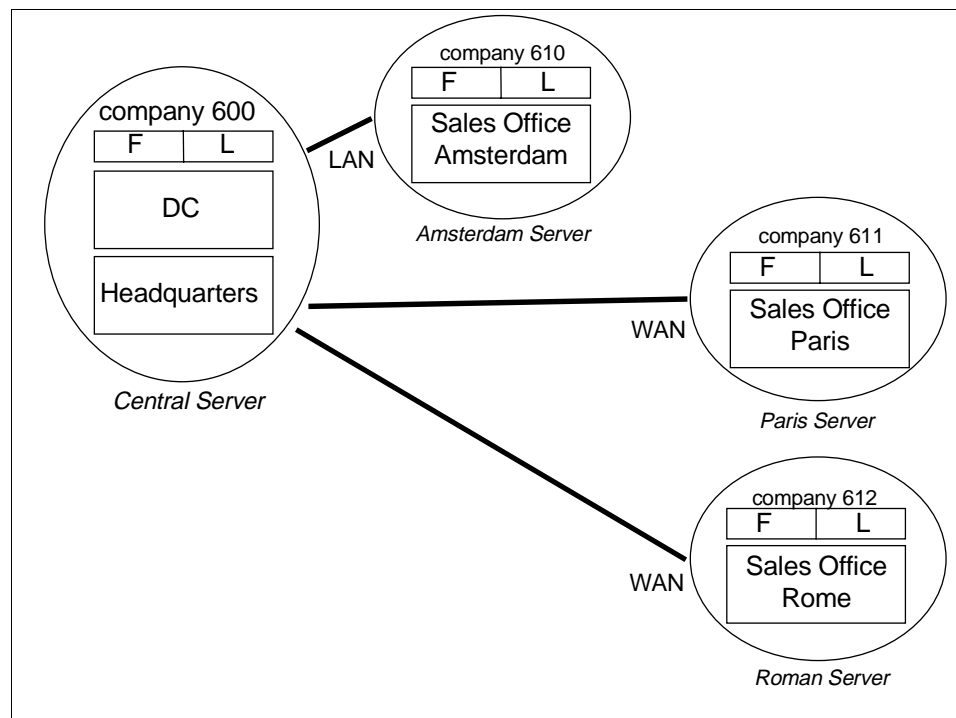 company 600
F L
DC
Headquarters
Central Server
LAN
company 610
F L
Sales Office
Amsterdam
Amsterdam Server
WAN
company 611
F L
Sales Office
Paris
Paris Server
WAN
company 612
F L
Sales Office
Rome
Roman Server